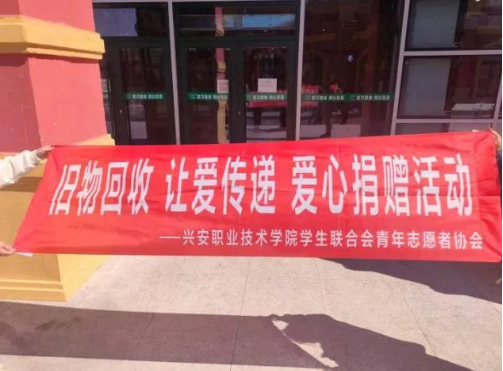 旧物回收 让爱传递 爱心捐赠活动
——兴安职业技术学院学生联合会青年志愿者协会